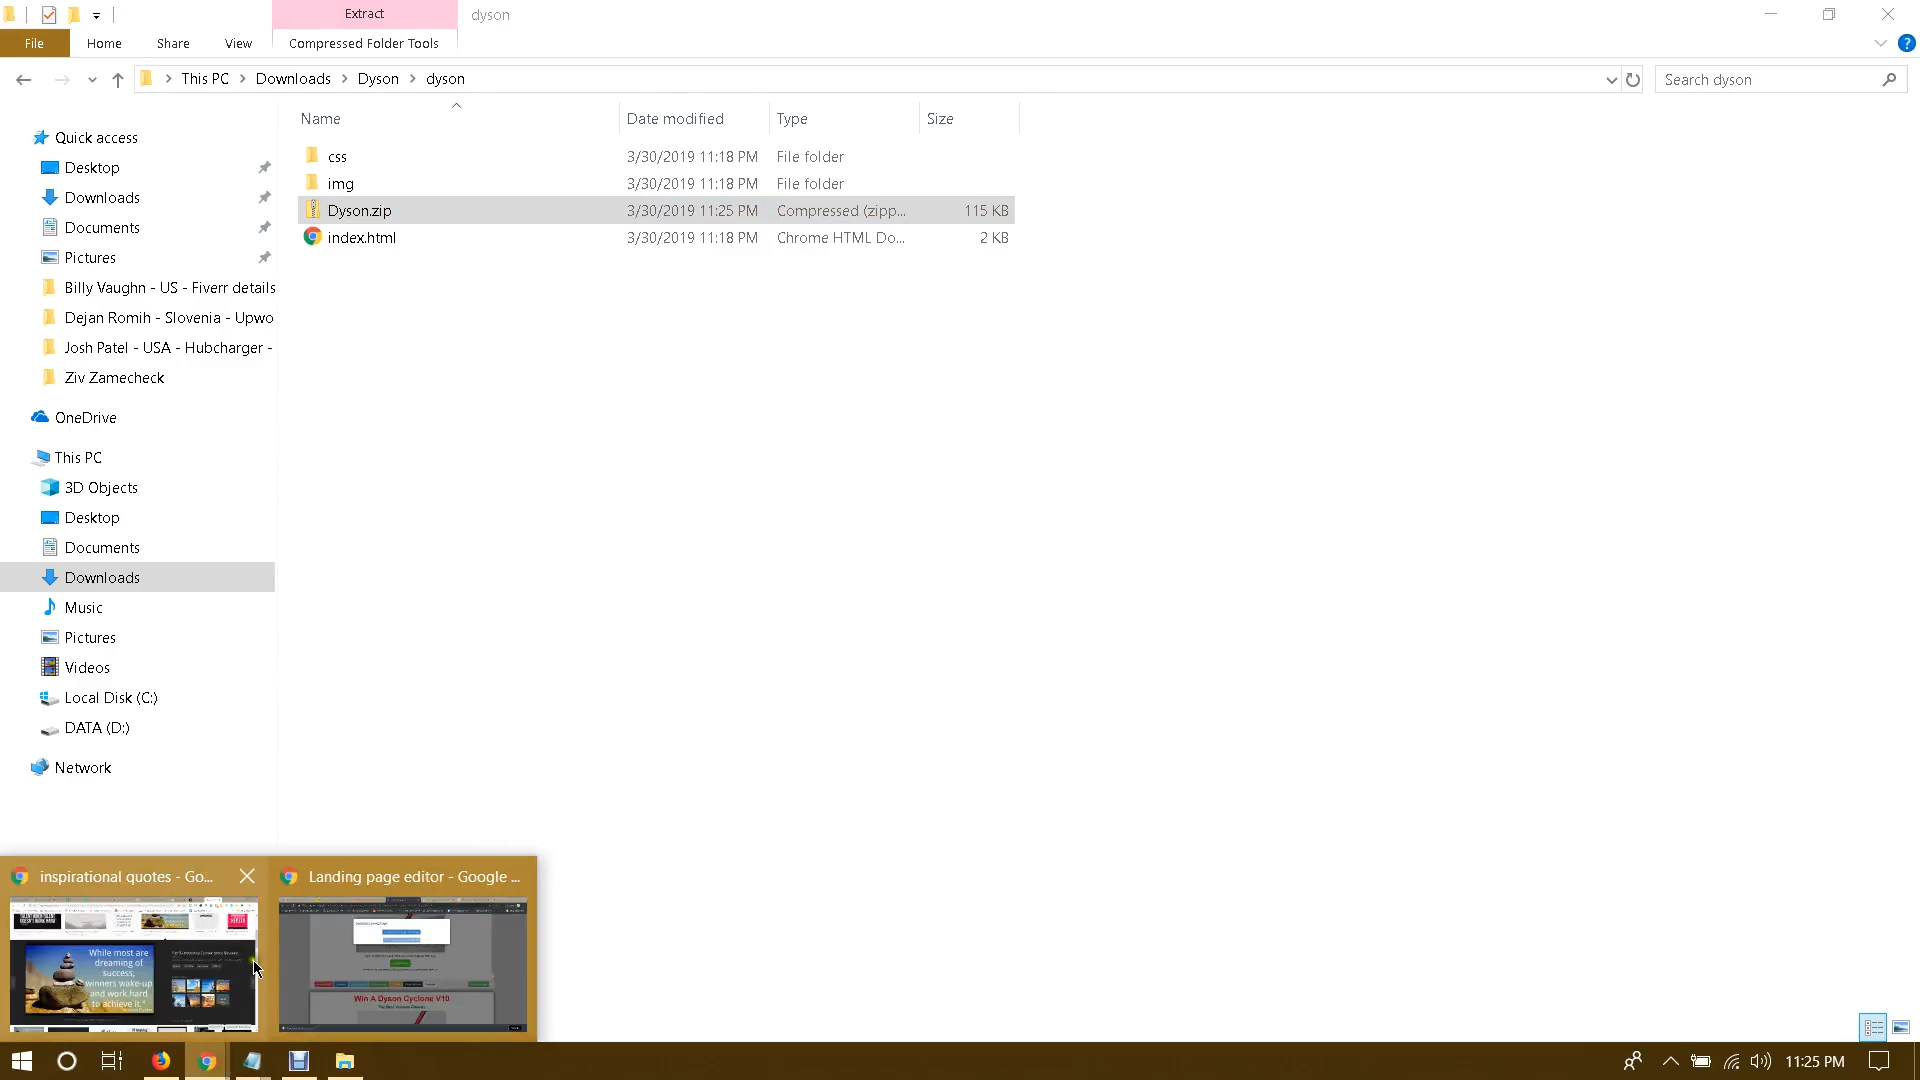 Extract
dyson
File
Home
Share
View
Compressed Folder Tools
This PC
Downloads
Dyson
dyson
Search dyson
Name
Date modified
Type
Size
css
3/30/2019 11:18 PM
File folder
img
3/30/2019 11:18 PM
File folder
Dyson.zip
3/30/2019 11:25 PM
Compressed (zipp...
115 KB
index.html
3/30/2019 11:18 PM
Chrome HTML Do...
2 KB
Quick access
Desktop
Downloads
Documents
Pictures
Billy Vaughn - US - Fiverr details
Dejan Romih - Slovenia - Upwo
Josh Patel - USA - Hubcharger -
Ziv Zamecheck
OneDrive
This PC
3D Objects
Desktop
Documents
Downloads
Music
Pictures
Videos
Local Disk (C:)
DATA (D:)
Network
inspirational quotes - Go...
Landing page editor - Google ...
While most are
dreaming of
success,
winners wake-up
and work hard
to achieve it."
Win A Dyson Cyclone V10
11:25 PM